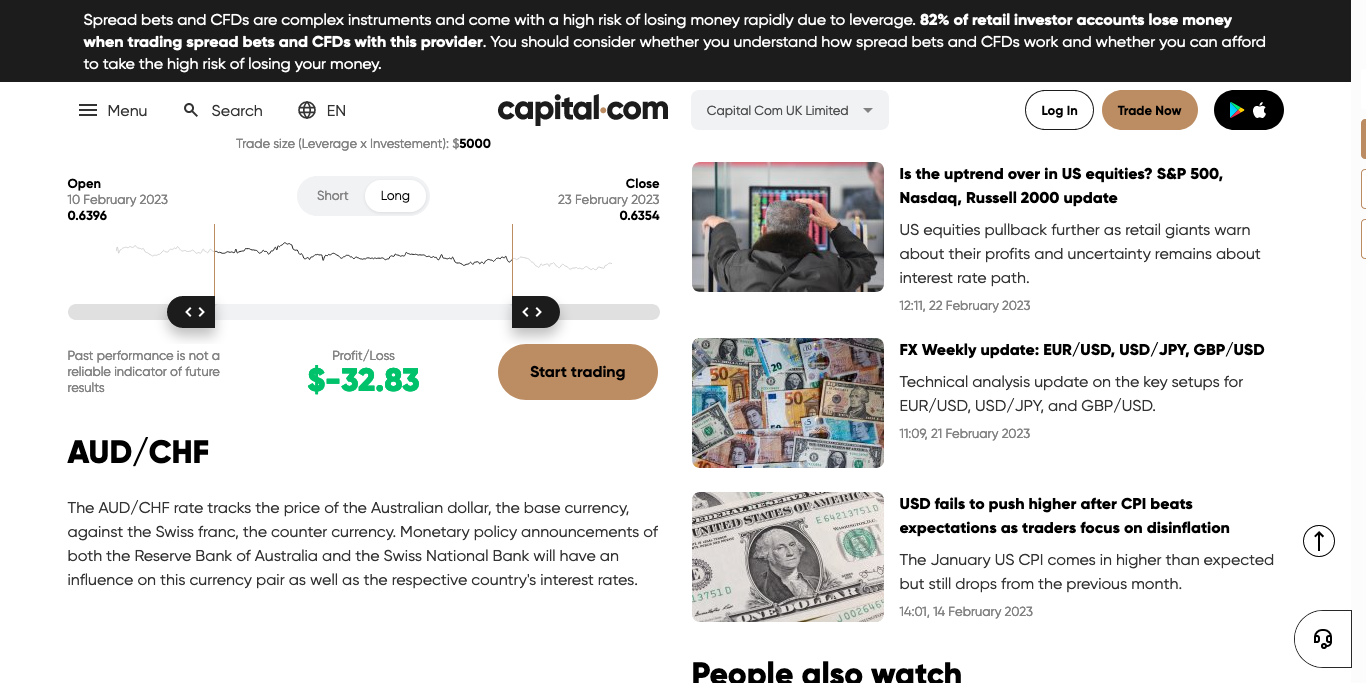 Spread bets and CFDs are complex instruments and come with a high risk of losing money rapidly due to leverage. 82% of retail investor accounts lose money
when trading spread bets and CFDs with this provider. You should consider whether you understand how spread bets and CFDs work and whether you can afford
to take the high risk of losing your money.
Menu
Search
EN
capital.com
Capital Com UK Limited
Log In
Trade Now
Trade size (Leverage x Investement): $5000
Open
10 February 2023
0.6396
Short
Long
Close
23 February 2023
0.6354
Past performance is not a
reliable indicator of future
results
Profit/Loss
$-32.83
Start trading
AUD/CHF
The AUD/CHF rate tracks the price of the Australian dollar, the base currency,
against the Swiss franc, the counter currency. Monetary policy announcements of
both the Reserve Bank of Australia and the Swiss National Bank will have an
influence on this currency pair as well as the respective country's interest rates.
Is the uptrend over in US equities? S&P 500,
Nasdaq, Russell 2000 update
US equities pullback further as retail giants warn
about their profits and uncertainty remains about
interest rate path.
12:11, 22 February 2023
FX Weekly update: EUR/USD, USD/JPY, GBP/USD
Technical analysis update on the key setups for
EUR/USD, USD/JPY, and GBP/USD.
11:09, 21 February 2023
USD fails to push higher after CPI beats
expectations as traders focus on disinflation
The January US CPI comes in higher than expected
but still drops from the previous month.
14:01, 14 February 2023
People also watch